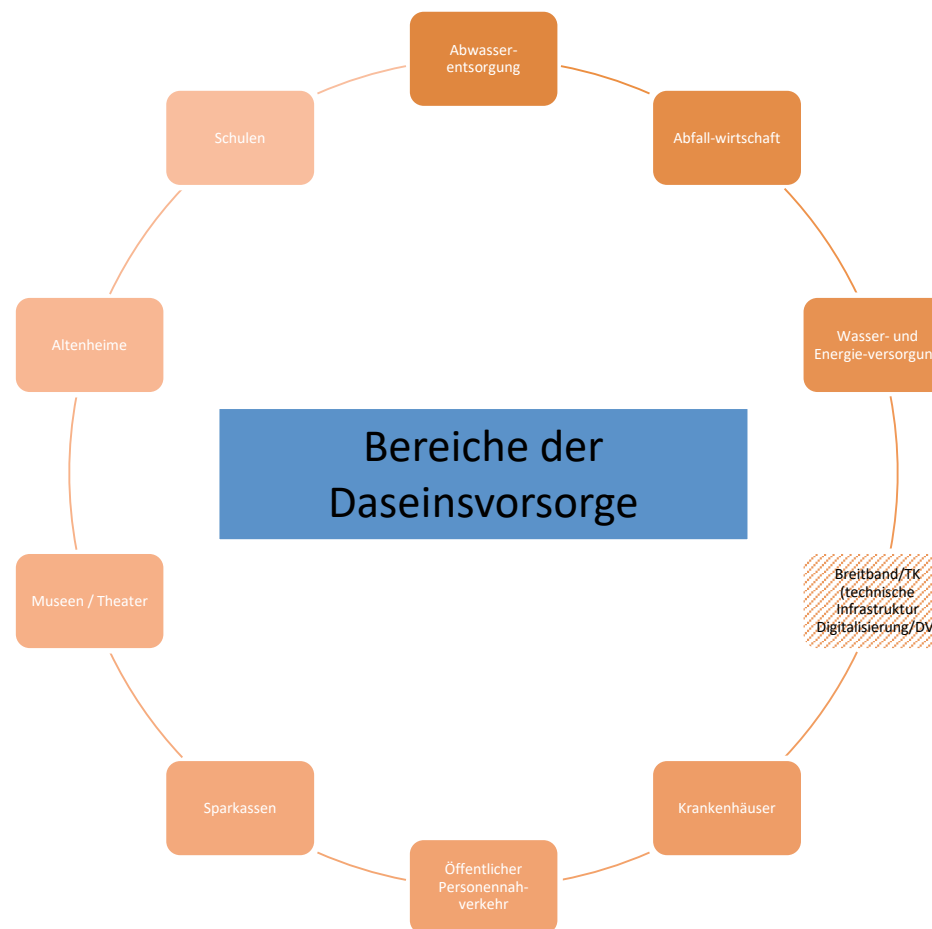 Abwasser-
entsorgung
Abfall-wirtschaft
Wasser- und
Energie-versorgun
Breitband/TK
(technische
Infrastruktur
Digitalisierung/DV
Krankenhäuser
Öffentlicher
Personennah-
verkehr
Sparkassen
Museen / Theater
Altenheime
Schulen
Bereiche der
Daseinsvorsorge